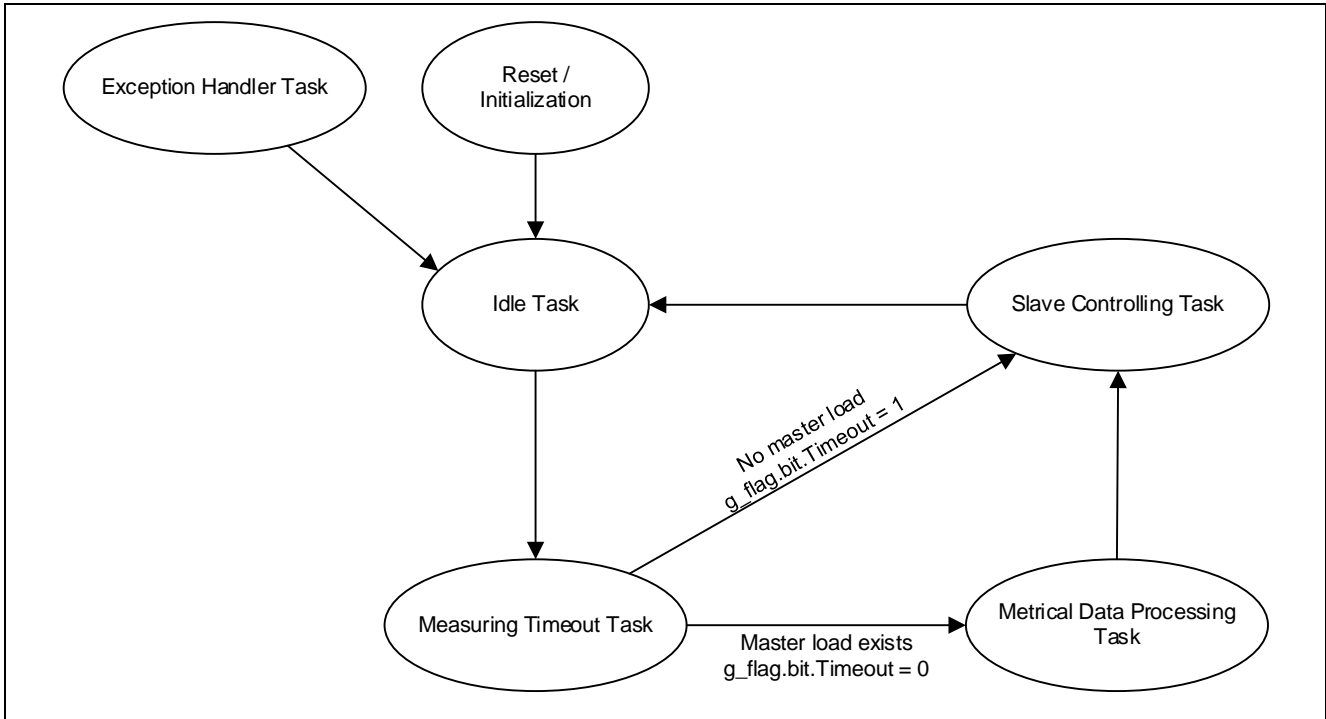 Exception Handler Task
Reset /
Initialization
Idle Task
Slave Controlling Task
No master load
g_flag.bit.Timeout = 1
Measuring Timeout Task
Master load exists
g_flag.bit.Timeout = 0
Metrical Data Processing
Task